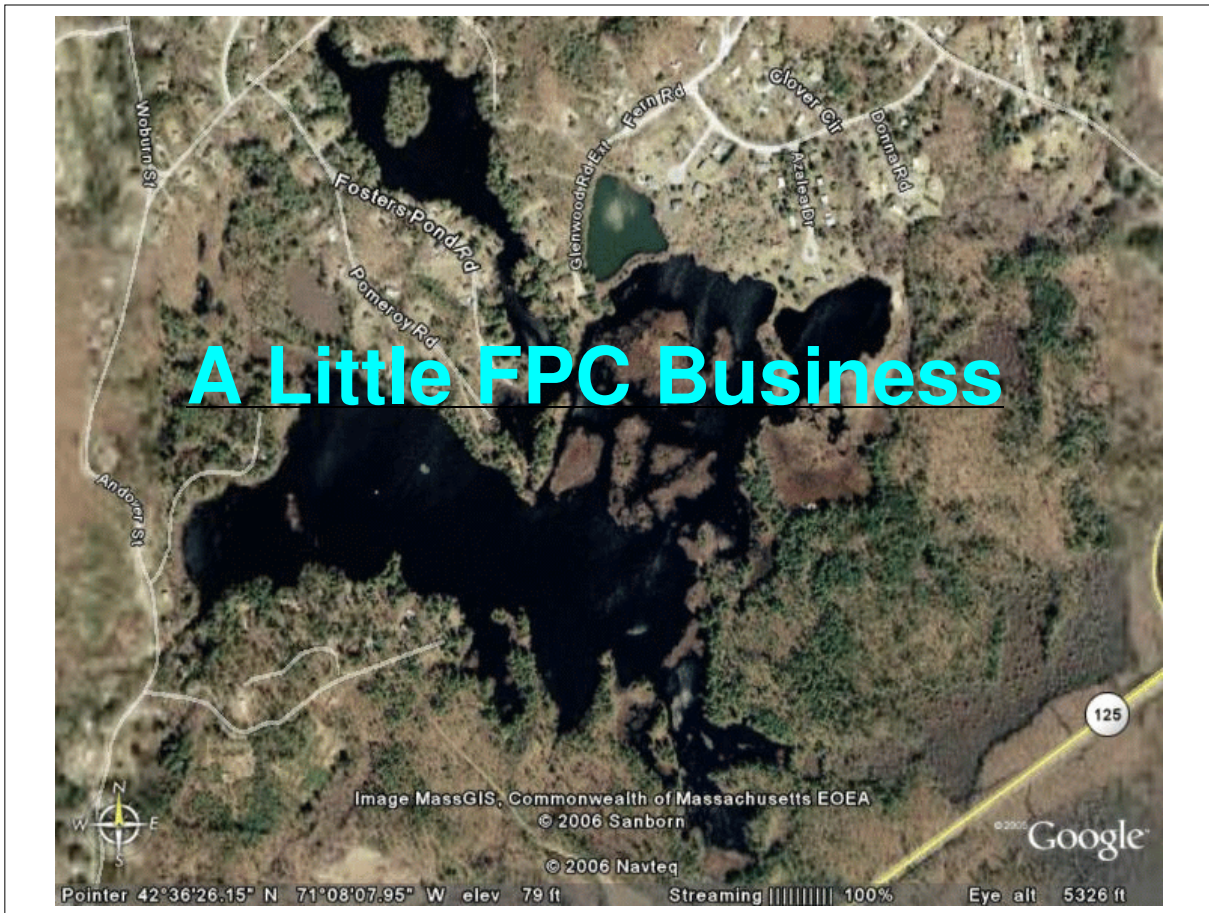 Woburn St
Fern Rd
Clover Cir
Donna Rd
Azalea Dr
Glenwood Rd Ext
Fosters Pond Rd
Pomeroy Rd
A Little FPC Business
Andover St
125
N
W E
S
Image MassGIS, Commonwealth of Massachusetts EOEA
© 2006 Sanborn
© 2006 Navteq
©2005 Google
Pointer 42°36'26.15" N 71°08'07.95" W elev 79 ft Streaming |||||||||| 100% Eye alt 5326 ft